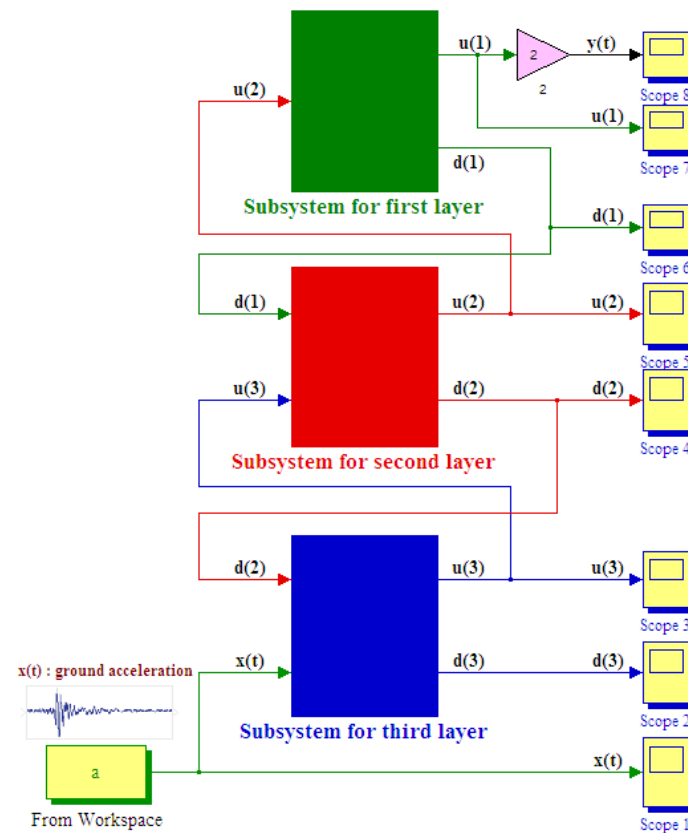 u(1)
y(t)
2
2
Scope 8
u(2)
u(1)
Scope 7
d(1)
Subsystem for first layer
d(1)
Scope 6
d(1)
u(2)
u(2)
Scope 5
u(3)
d(2)
d(2)
Scope 4
Subsystem for second layer
d(2)
u(3)
u(3)
Scope 3
x(t) : ground acceleration
x(t)
d(3)
d(3)
Scope 2
Subsystem for third layer
a
x(t)
From Workspace
Scope 1